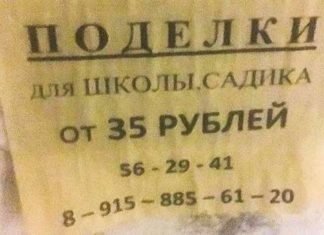 ПОДЕЛКИ
ДЛЯ ШКОЛЫ.САДИКА
ОТ 35 РУБЛЕЙ
56 - 29 - 41
8 – 915 – 885 – 61 – 20